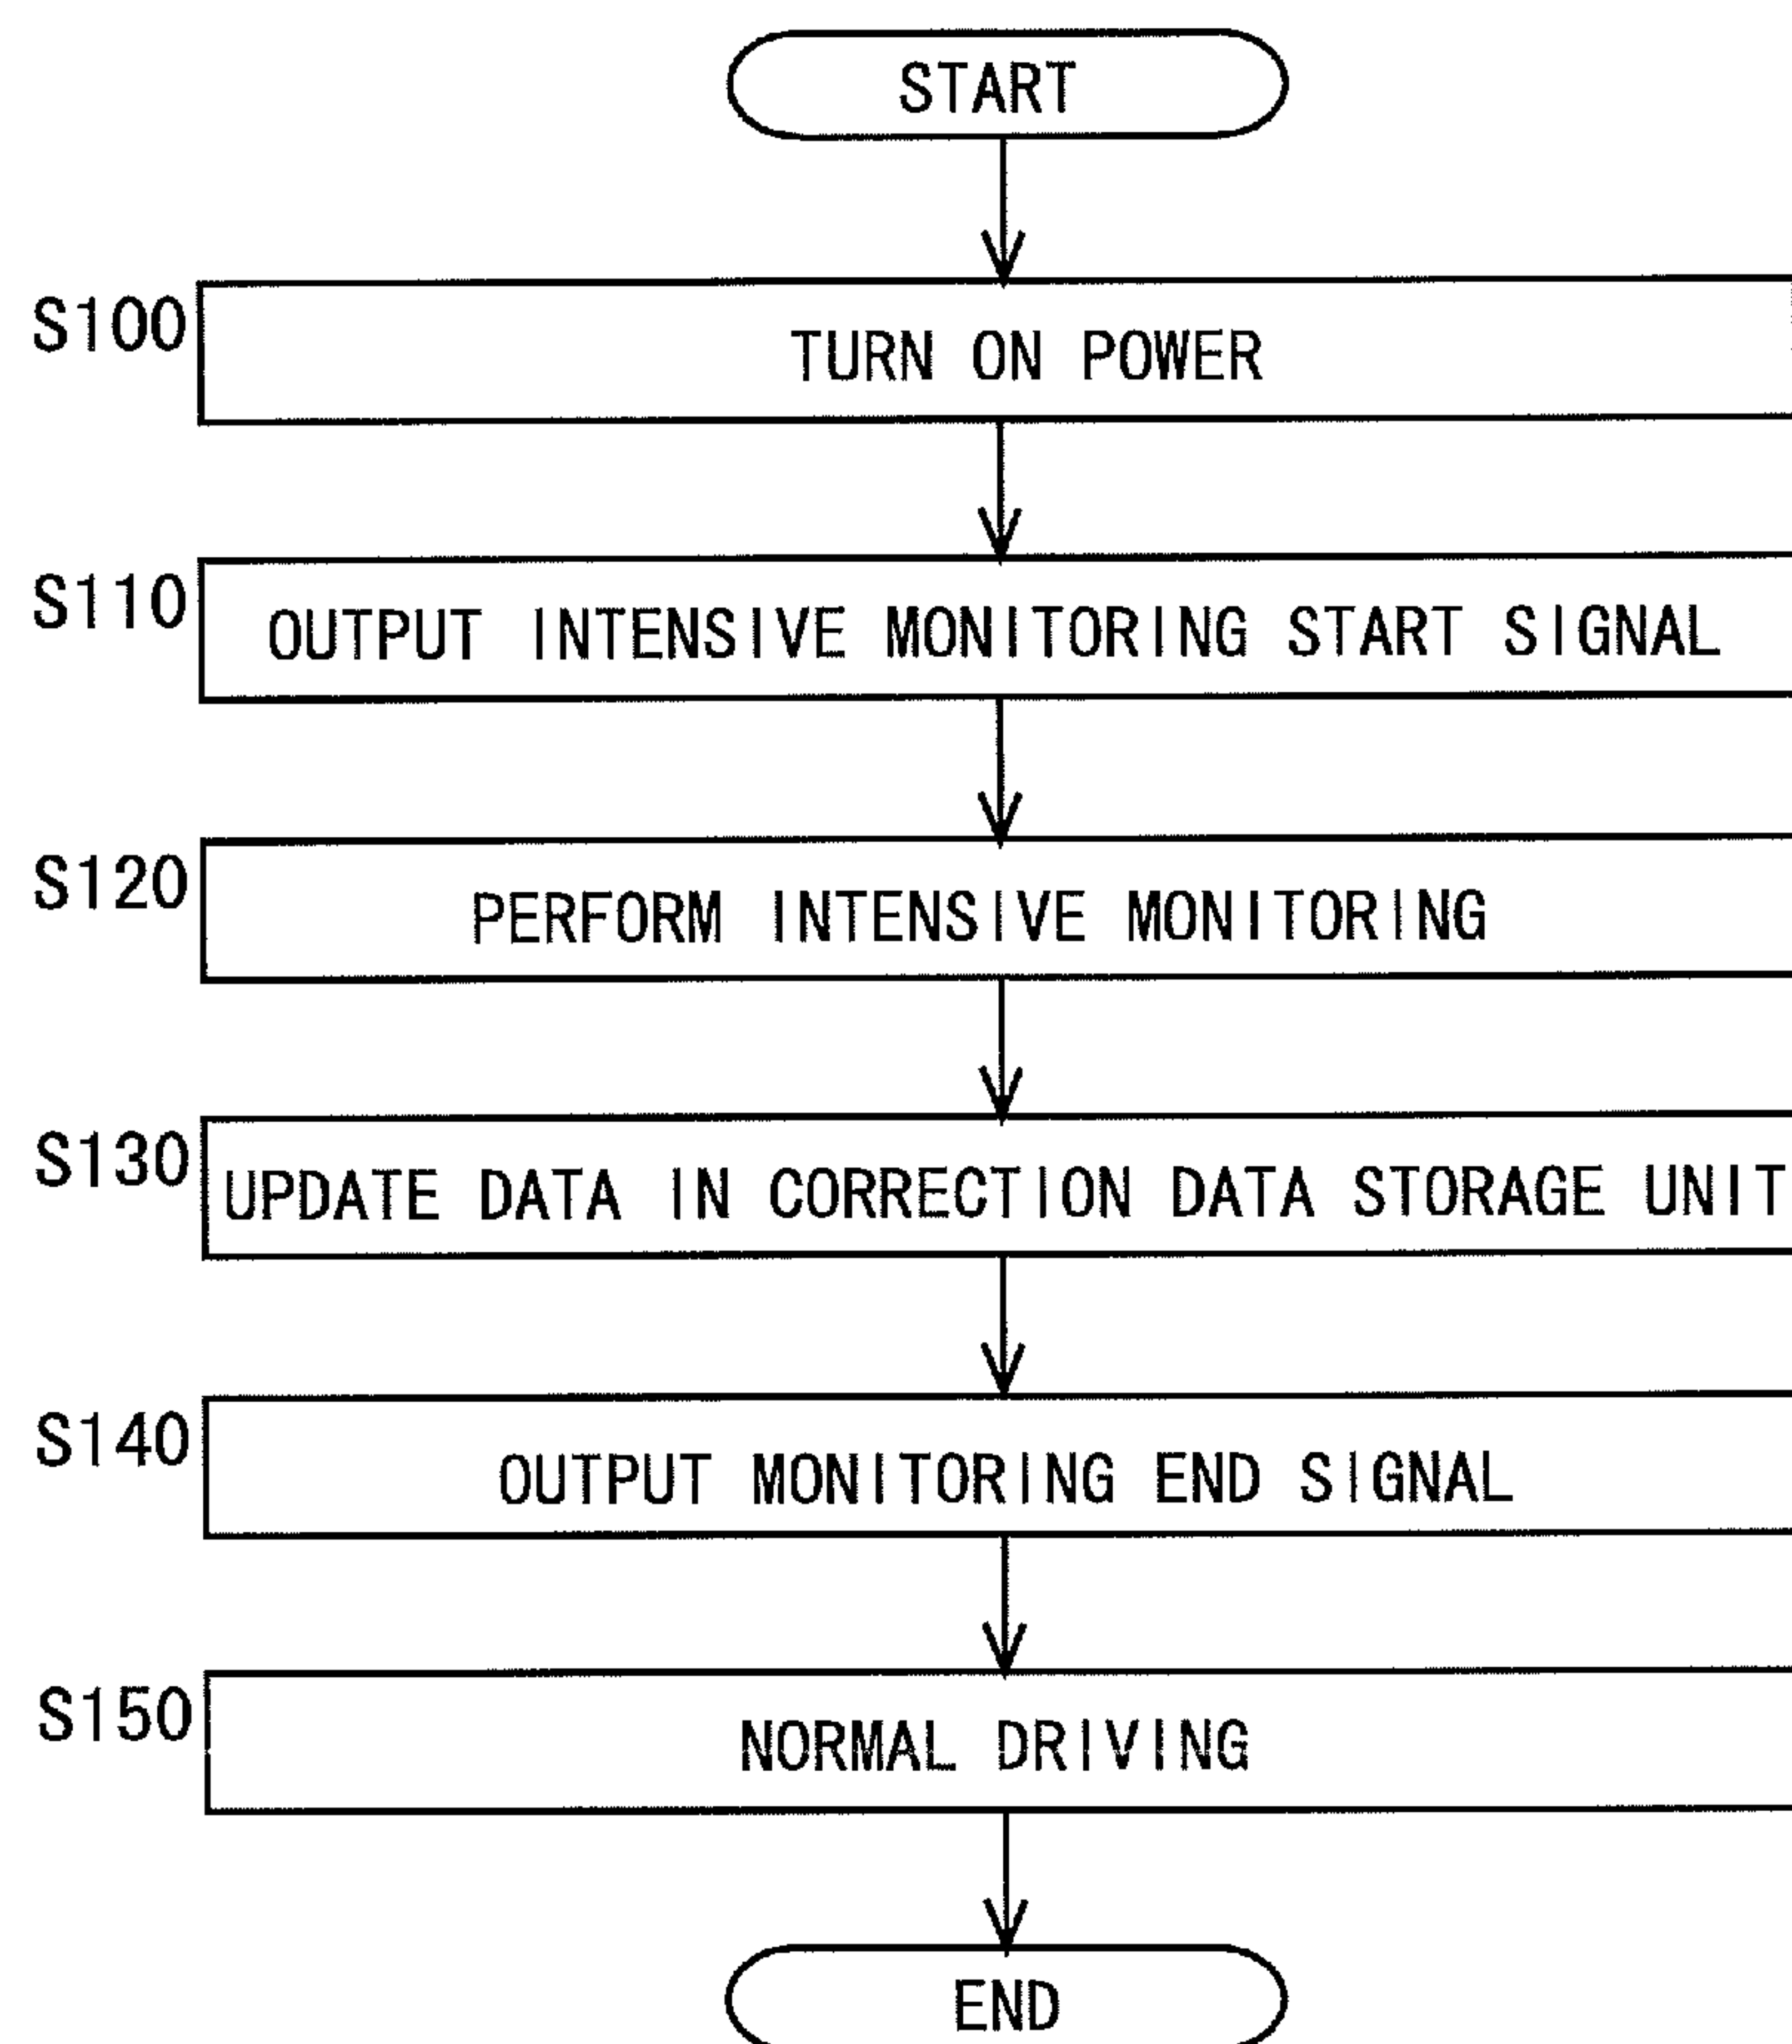 START
S100
TURN ON POWER
S110
OUTPUT INTENSIVE MONITORING START SIGNAL
S120
PERFORM INTENSIVE MONITORING
S130
UPDATE DATA IN CORRECTION DATA STORAGE UNIT
S140
OUTPUT MONITORING END SIGNAL
S150
NORMAL DRIVING
END